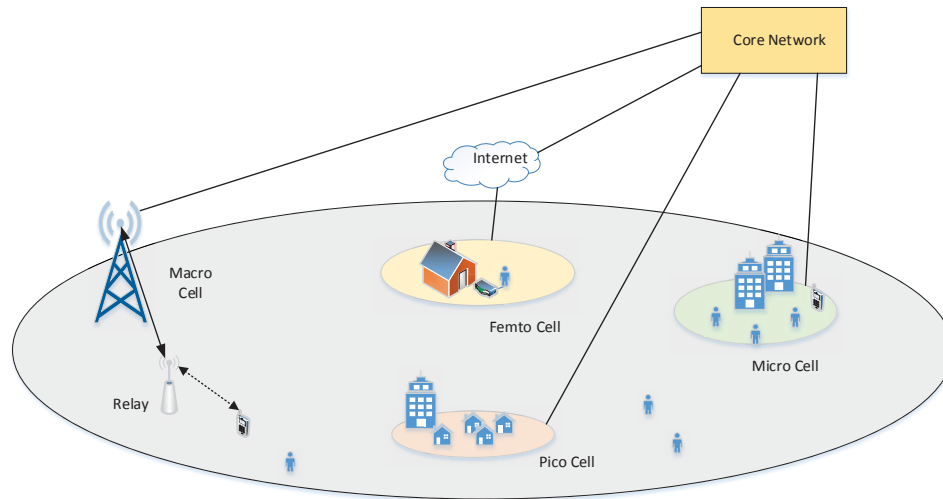 Core Network
Internet
Macro
Cell
Femto Cell
Micro Cell
Relay
Pico Cell